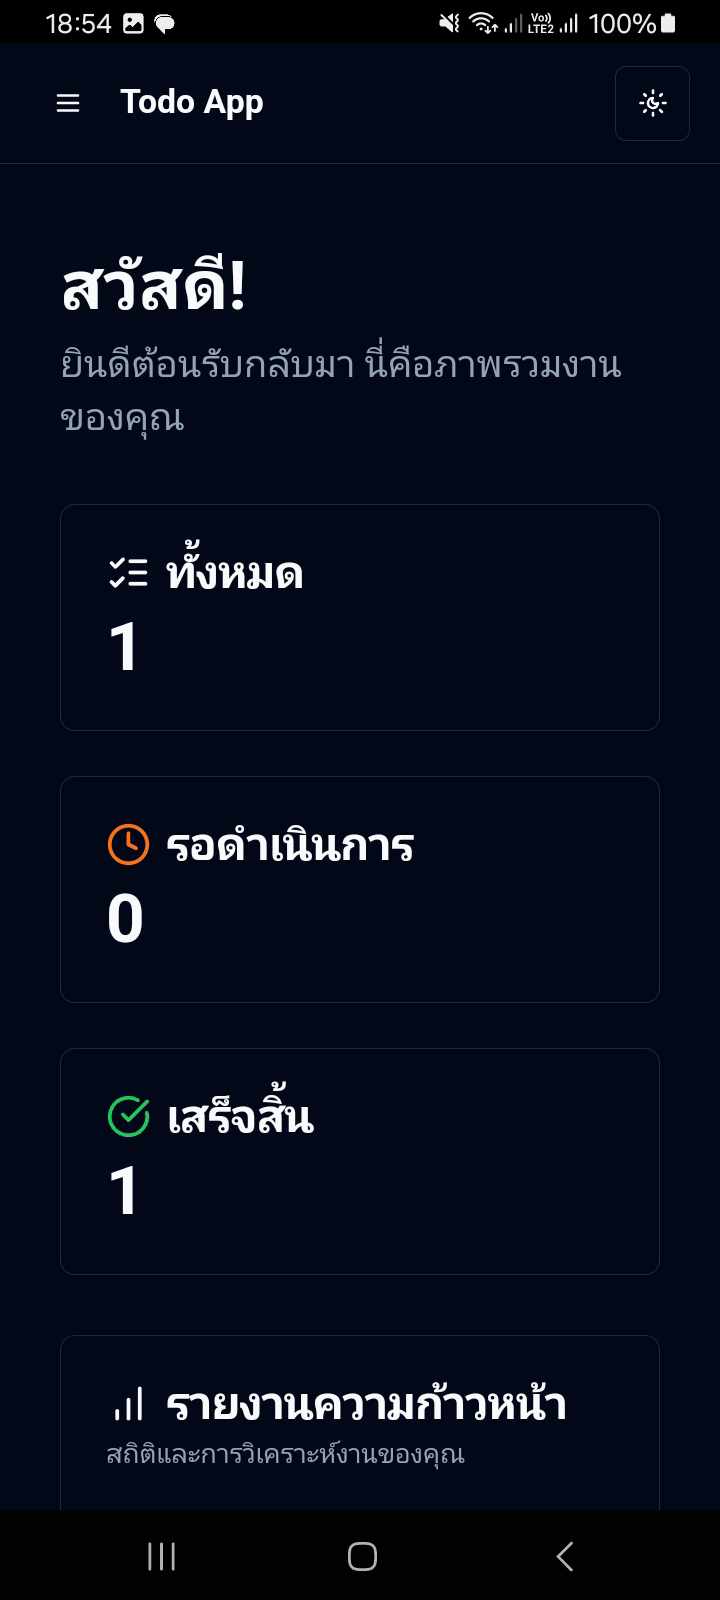 18:54
Vo))
LTE2
100%
Todo App
สวัสดี!
ยินดีต้อนรับกลับมา นี่คือภาพรวมงาน
ของคุณ
ทั้งหมด
1
รอดำเนินการ
0
เสร็จสิ้น
1
รายงานความก้าวหน้า
สถิติและการวิเคราะห์งานของคุณ